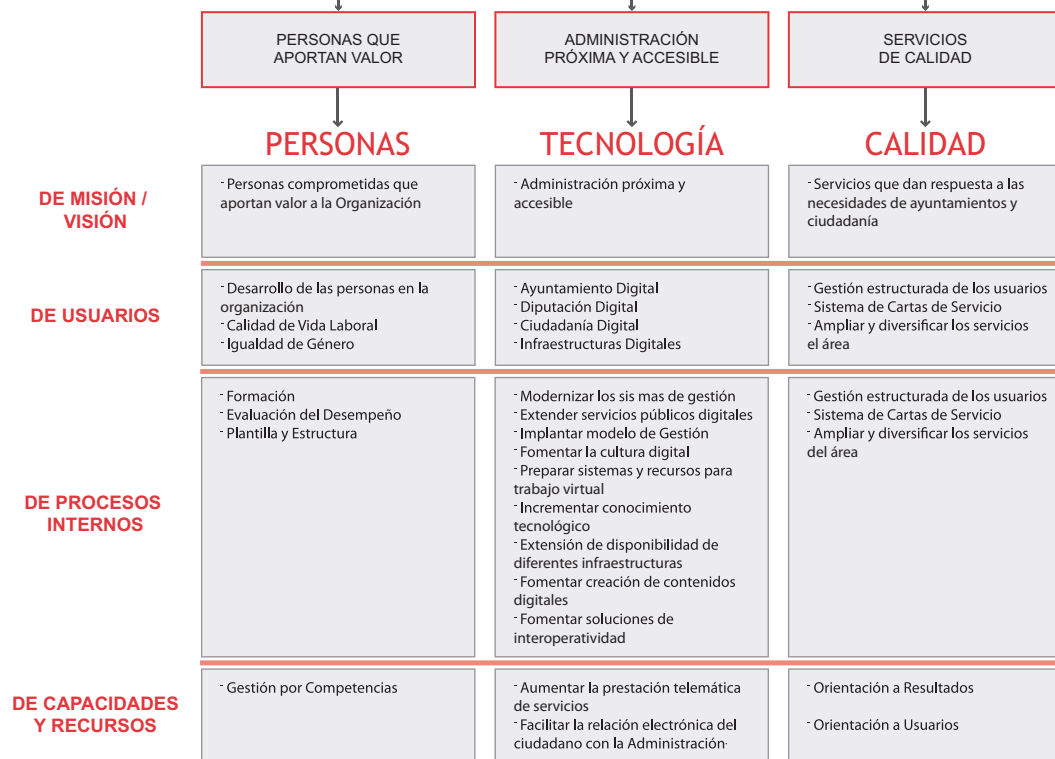 PERSONAS QUE
APORTAN VALOR
ADMINISTRACIÓN
PRÓXIMA Y ACCESIBLE
SERVICIOS
DE CALIDAD
PERSONAS
TECNOLOGÍA
CALIDAD
DE MISIÓN /
VISIÓN
- Personas comprometidas que
aportan valor a la Organización
- Administración próxima y
accesible
- Servicios que dan respuesta a las
necesidades de ayuntamientos y
ciudadanía
DE USUARIOS
- Desarrollo de las personas en la
organización
- Calidad de Vida Laboral
- Igualdad de Género
- Ayuntamiento Digital
- Diputación Digital
- Ciudadanía Digital
- Infraestructuras Digitales
- Gestión estructurada de los usuarios
- Sistema de Cartas de Servicio
- Ampliar y diversificar los servicios
el área
DE PROCESOS
INTERNOS
- Formación
- Evaluación del Desempeño
- Plantilla y Estructura
- Modernizar los sis mas de gestión
- Extender servicios públicos digitales
- Implantar modelo de Gestión
- Fomentar la cultura digital
- Preparar sistemas y recursos para
trabajo virtual
- Incrementar conocimiento
tecnológico
- Extensión de disponibilidad de
diferentes infraestructuras
- Fomentar creación de contenidos
digitales
- Fomentar soluciones de
interoperatividad
- Gestión estructurada de los usuarios
- Sistema de Cartas de Servicio
- Ampliar y diversificar los servicios
del área
DE CAPACIDADES
Y RECURSOS
- Gestión por Competencias
- Aumentar la prestación telemática
de servicios
- Facilitar la relación electrónica del
ciudadano con la Administración-
- Orientación a Resultados
- Orientación a Usuarios